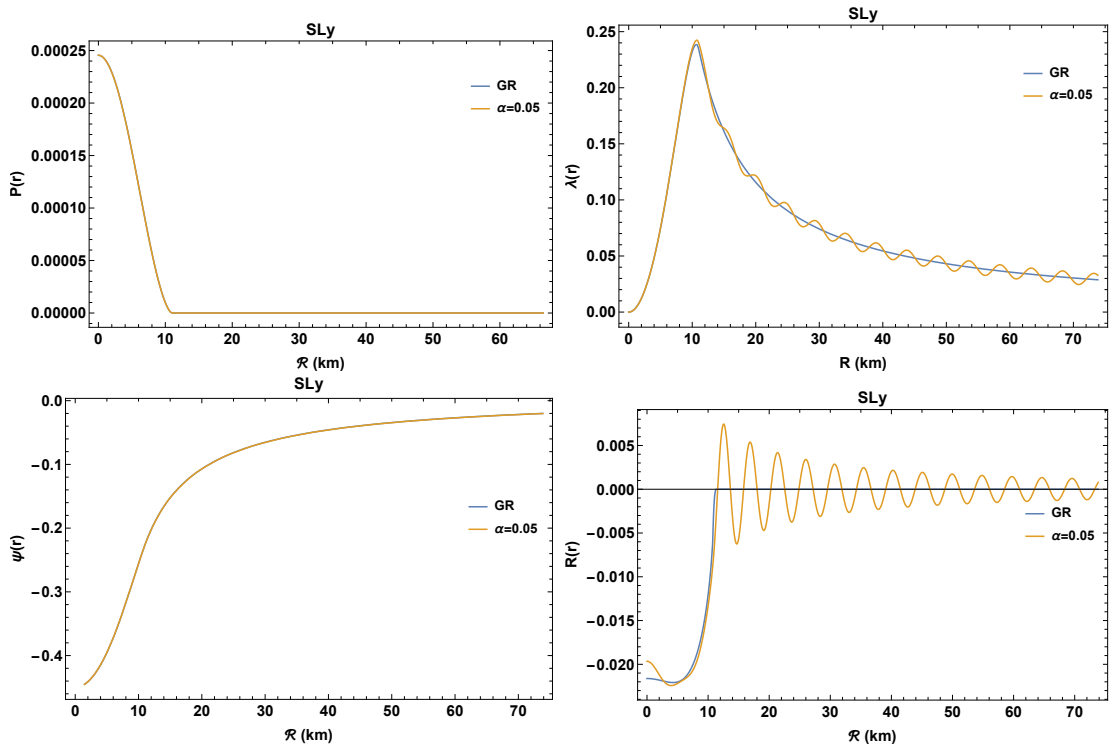 SLy
P(r)
0.00025
0.00020
0.00015
0.00010
0.00005
0.00000
GR
α=0.05
0 10 20 30 40 50 60
ℛ (km)
SLy
λ(r)
0.25
0.20
0.15
0.10
0.05
0.00
GR
α=0.05
0 10 20 30 40 50 60 70
R (km)
SLy
ψ(r)
0.0
-0.1
-0.2
-0.3
-0.4
GR
α=0.05
0 10 20 30 40 50 60 70
ℛ (km)
SLy
R(r)
0.005
0.000
-0.005
-0.010
-0.015
-0.020
GR
α=0.05
0 10 20 30 40 50 60 70
ℛ (km)